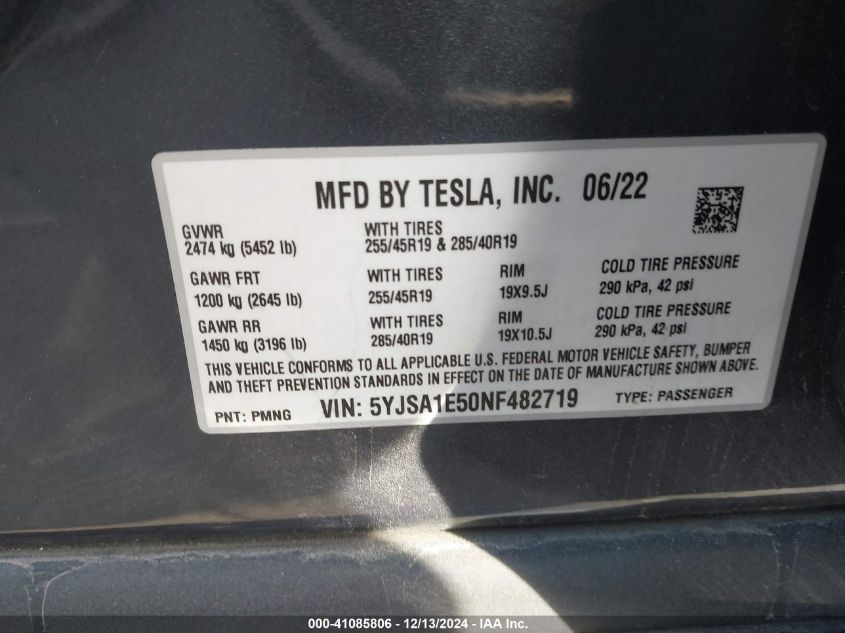 MFD BY TESLA, INC. 06/22
GVWR
2474 kg (5452 lb)
WITH TIRES
255/45R19 & 285/40R19
GAWR FRT
1200 kg (2645 lb)
WITH TIRES
255/45R19
RIM
19X9.5J
COLD TIRE PRESSURE
290 kPa, 42 psi
GAWR RR
1450 kg (3196 lb)
WITH TIRES
285/40R19
RIM
19X10.5J
COLD TIRE PRESSURE
290 kPa, 42 psi
THIS VEHICLE CONFORMS TO ALL APPLICABLE U.S. FEDERAL MOTOR VEHICLE SAFETY, BUMPER
AND THEFT PREVENTION STANDARDS IN EFFECT ON THE DATE OF MANUFACTURE SHOWN ABOVE.
PNT: PMNG VIN: 5YJSA1E50NF482719 TYPE: PASSENGER
000-41085806 - 12/13/2024 - IAA Inc.